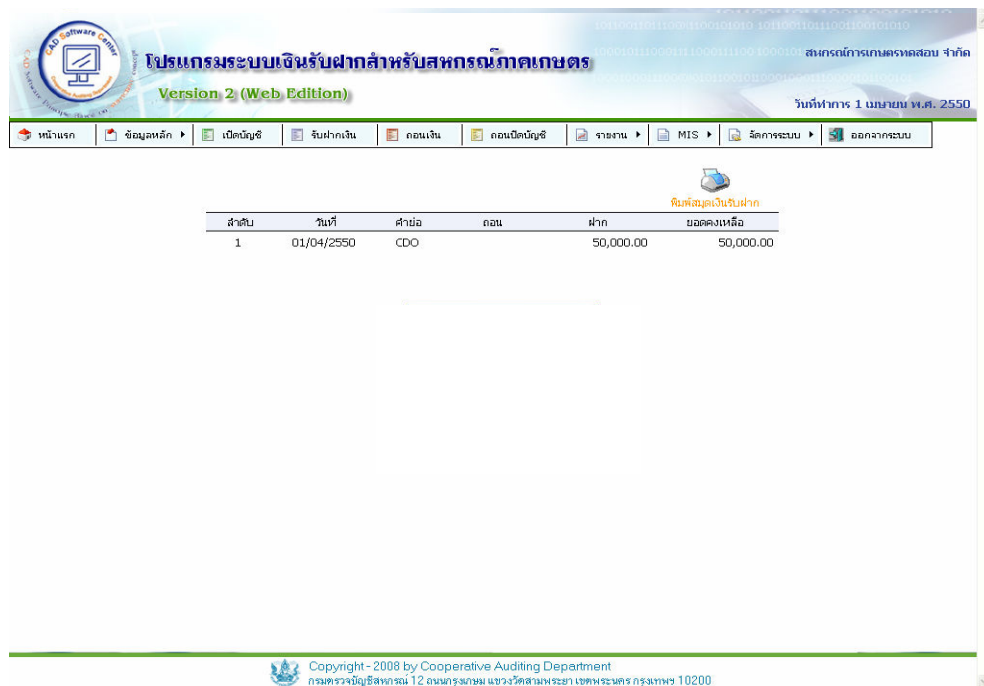 สหกรณ์การเกษตรทดสอบ จำกัด
โปรแกรมระบบเงินรับฝากสำหรับสหกรณ์ภาคเกษตร
Version 2 (Web Edition)
วันที่ทำการ 1 เมษายน พ.ศ. 2550
หน้าแรก ข้อมูลหลัก เปิดบัญชี รับฝากเงิน ถอนเงิน ถอนปิดบัญชี รายงาน MIS จัดการระบบ ออกจากระบบ
พิมพ์สมุดเงินรับฝาก
ลำดับ วันที่ คำย่อ ถอน ฝาก ยอดคงเหลือ
1 01/04/2550 CDO 50,000.00 50,000.00
Copyright - 2008 by Cooperative Auditing Department
กรมตรวจบัญชีสหกรณ์ 12 ถนนกรุงเกษม แขวงวัดสามพระยา เขตพระนคร กรุงเทพฯ 10200